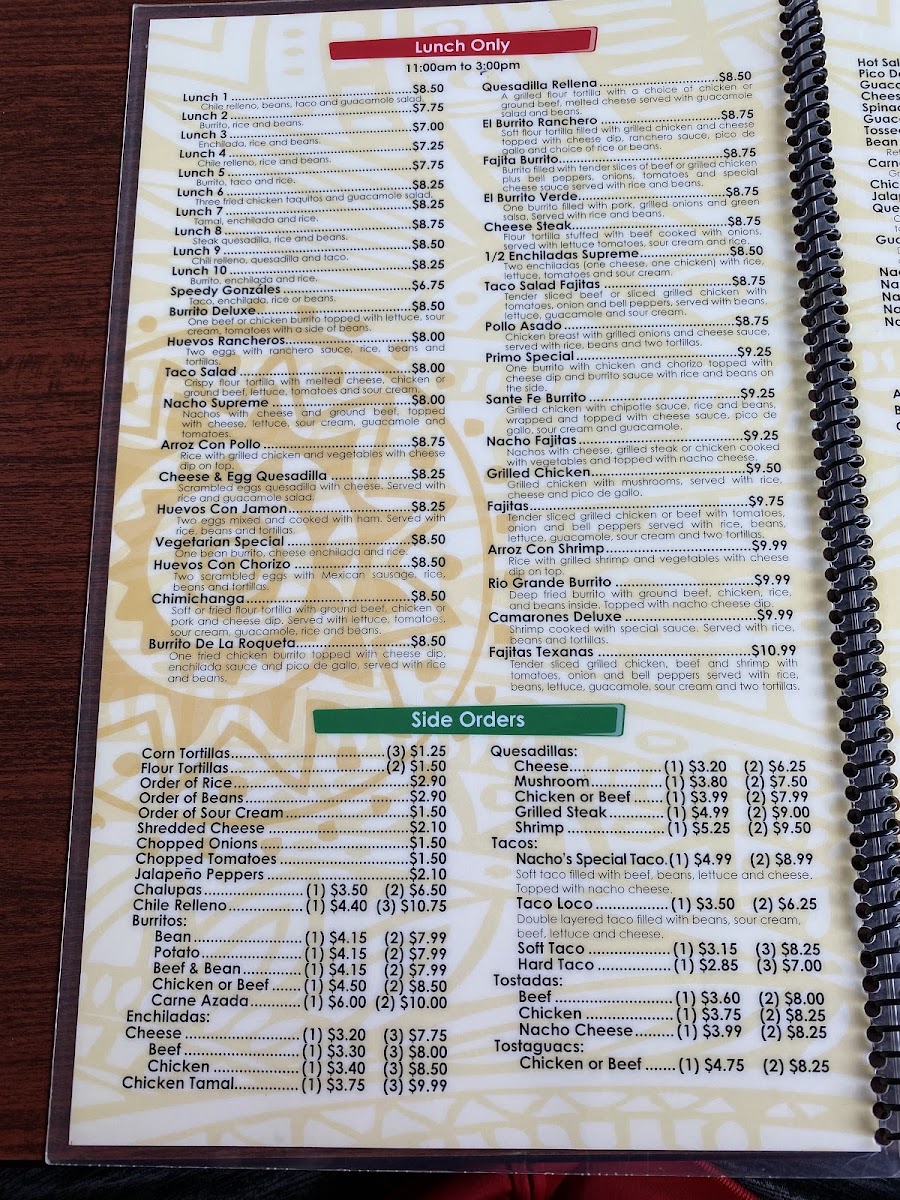 Lunch Only
11:00am to 3:00pm
Lunch 1 $8.50
Chile relleno, beans, taco and guacamole salad.
Lunch 2 $7.75
Burrito, rice and beans.
Lunch 3 $7.00
Enchilada, rice and beans.
Lunch 4 $7.25
Chile relleno, rice and beans.
Lunch 5 $7.75
Burrito, taco and rice.
Lunch 6 $8.25
Three fried chicken taquitos and guacamole salad.
Lunch 7 $8.25
Tamal, enchilada and rice.
Lunch 8 $8.75
Steak quesadilla, rice and beans.
Lunch 9 $8.50
Chili relleno, quesadilla and taco.
Lunch 10 $8.25
Burrito, enchilada and rice.
Speedy Gonzáles $6.75
Taco, enchilada, rice or beans.
Burrito Deluxe $8.50
One beef or chicken burrito topped with lettuce, sour
cream, tomatoes with a side of beans.
Huevos Rancheros $8.00
Two eggs with ranchero sauce, rice, beans and
tortillas.
Taco Salad $8.00
Crispy flour tortilla with melted cheese, chicken or
ground beef, lettuce, tomatoes and sour cream.
Nacho Supreme $8.00
Nachos with cheese and ground beef, topped
with cheese, lettuce, sour cream, guacamole and
tomatoes.
Arroz Con Pollo $8.75
Rice with grilled chicken and vegetables with cheese
dip on top.
Cheese & Egg Quesadilla $8.25
Scrambled eggs quesadilla with cheese. Served with
rice and guacamole salad.
Huevos Con Jamon $8.25
Two eggs mixed and cooked with ham. Served with
rice, beans and tortillas.
Vegetarian Special $8.50
One bean burrito, cheese enchilada and rice.
Huevos Con Chorizo $8.50
Two scrambled eggs with Mexican sausage, rice,
beans and tortillas.
Chimichanga $8.50
Soft or fried flour tortilla with ground beef, chicken or
pork and cheese dip. Served with lettuce, tomatoes,
sour cream, guacamole, rice and beans.
Burrito De La Roqueta $8.50
One fried chicken burrito topped with cheese dip,
enchilada sauce and pico de gallo, served with rice
and beans.
Quesadilla Rellena $8.50
A grilled flour tortilla with a choice of chicken or
ground beef, melted cheese served with guacamole
salad and beans.
El Burrito Ranchero $8.75
Soft flour tortilla filled with grilled chicken and cheese
topped with cheese dip, ranchero sauce, pico de
gallo and choice of rice or beans.
Fajita Burrito $8.75
Burrito filled with tender slices of beef or grilled chicken
plus bell peppers, onions, tomatoes and special
cheese sauce served with rice and beans.
El Burrito Verde $8.75
One burrito filled with pork, grilled onions and green
salsa. Served with rice and beans.
Cheese Steak $8.75
Flour tortilla stuffed with beef cooked with onions,
served with lettuce tomatoes, sour cream and rice.
1/2 Enchiladas Supreme $8.50
Two enchiladas (one cheese, one chicken) with rice,
lettuce, tomatoes and sour cream.
Taco Salad Fajitas $8.75
Tender sliced beef or sliced grilled chicken with
tomatoes, onion and bell peppers, served with beans,
lettuce, guacamole and sour cream.
Pollo Asado $8.75
Chicken breast with grilled onions and cheese sauce,
served with rice, beans and two tortillas.
Primo Special $9.25
One burrito with chicken and chorizo topped with
cheese dip and burrito sauce with rice and beans on
the side.
Sante Fe Burrito $9.25
Grilled chicken with chipotle sauce, rice and beans,
wrapped and topped with cheese sauce, pico de
gallo, sour cream and guacamole.
Nacho Fajitas $9.25
Nachos with cheese, grilled steak or chicken cooked
with vegetables and topped with nacho cheese.
Grilled Chicken $9.50
Grilled chicken with mushrooms, served with rice,
cheese and pico de gallo.
Fajitas $9.75
Tender sliced grilled chicken or beef with tomatoes,
onion and bell peppers served with rice, beans,
lettuce, guacamole, sour cream and two tortillas.
Arroz Con Shrimp $9.99
Rice with grilled shrimp and vegetables with cheese
dip on top.
Rio Grande Burrito $9.99
Deep fried burrito with ground beef, chicken, rice,
and beans inside. Topped with nacho cheese dip.
Camarones Deluxe $9.99
Shrimp cooked with special sauce. Served with rice,
beans and tortillas.
Fajitas Texanas $10.99
Tender sliced grilled chicken, beef and shrimp with
tomatoes, onion and bell peppers served with rice,
beans, lettuce, guacamole, sour cream and two tortillas.
Side Orders
Corn Tortillas (3) $1.25
Flour Tortillas (2) $1.50
Order of Rice $2.90
Order of Beans $2.90
Order of Sour Cream $1.50
Shredded Cheese $2.10
Chopped Onions $1.50
Chopped Tomatoes $1.50
Jalapeño Peppers $2.10
Chalupas (1) $3.50 (2) $6.50
Chile Relleno (1) $4.40 (3) $10.75
Burritos:
Bean (1) $4.15 (2) $7.99
Potato (1) $4.15 (2) $7.99
Beef & Bean (1) $4.15 (2) $7.99
Chicken or Beef (1) $4.50 (2) $8.50
Carne Azada (1) $6.00 (2) $10.00
Enchiladas:
Cheese (1) $3.20 (3) $7.75
Beef (1) $3.30 (3) $8.00
Chicken (1) $3.40 (3) $8.50
Chicken Tamal (1) $3.75 (3) $9.99
Quesadillas:
Cheese (1) $3.20 (2) $6.25
Mushroom (1) $3.80 (2) $7.50
Chicken or Beef (1) $3.99 (2) $7.99
Grilled Steak (1) $4.99 (2) $9.00
Shrimp (1) $5.25 (2) $9.50
Tacos:
Nacho's Special Taco (1) $4.99 (2) $8.99
Soft taco filled with beef, beans, lettuce and cheese.
Topped with nacho cheese.
Taco Loco (1) $3.50 (2) $6.25
Double layered taco filled with beans, sour cream,
beef, lettuce and cheese.
Soft Taco (1) $3.15 (3) $8.25
Hard Taco (1) $2.85 (3) $7.00
Tostadas:
Beef (1) $3.60 (2) $8.00
Chicken (1) $3.75 (2) $8.25
Nacho Cheese (1) $3.99 (2) $8.25
Tostaguacs:
Chicken or Beef (1) $4.75 (2) $8.25
Hot Sal
Pico De
Guaca
Chees
Spina
Guac
Tosse
Bean
Carn
Chic
Jala
Que
Gua
Na
Na
Na
Na